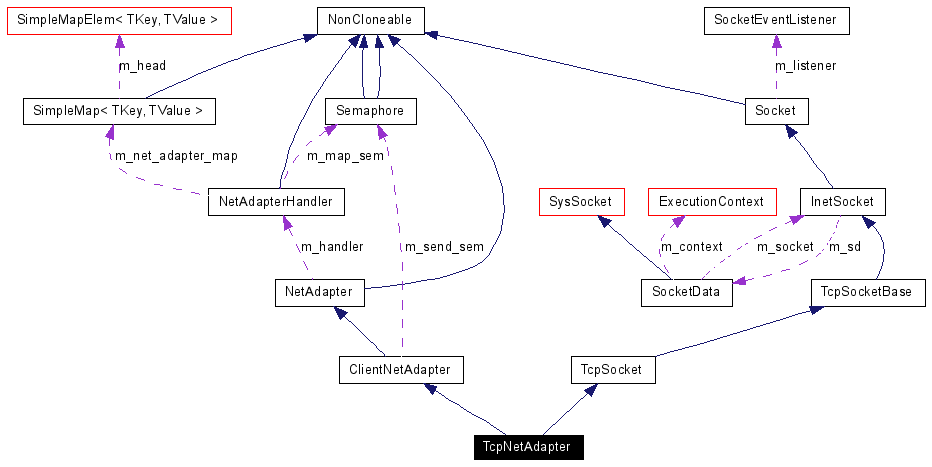 SimpleMapElem< TKey, TValue >
NonCloneable
SocketEventListener
m_head
m_listener
SimpleMap< TKey, TValue >
Semaphore
Socket
m_net_adapter_map
m_map_sem
NetAdapterHandler
SysSocket
ExecutionContext
InetSocket
m_handler
m_send_sem
m_context
m_socket
m_sd
NetAdapter
SocketData
TcpSocketBase
ClientNetAdapter
TcpSocket
TcpNetAdapter